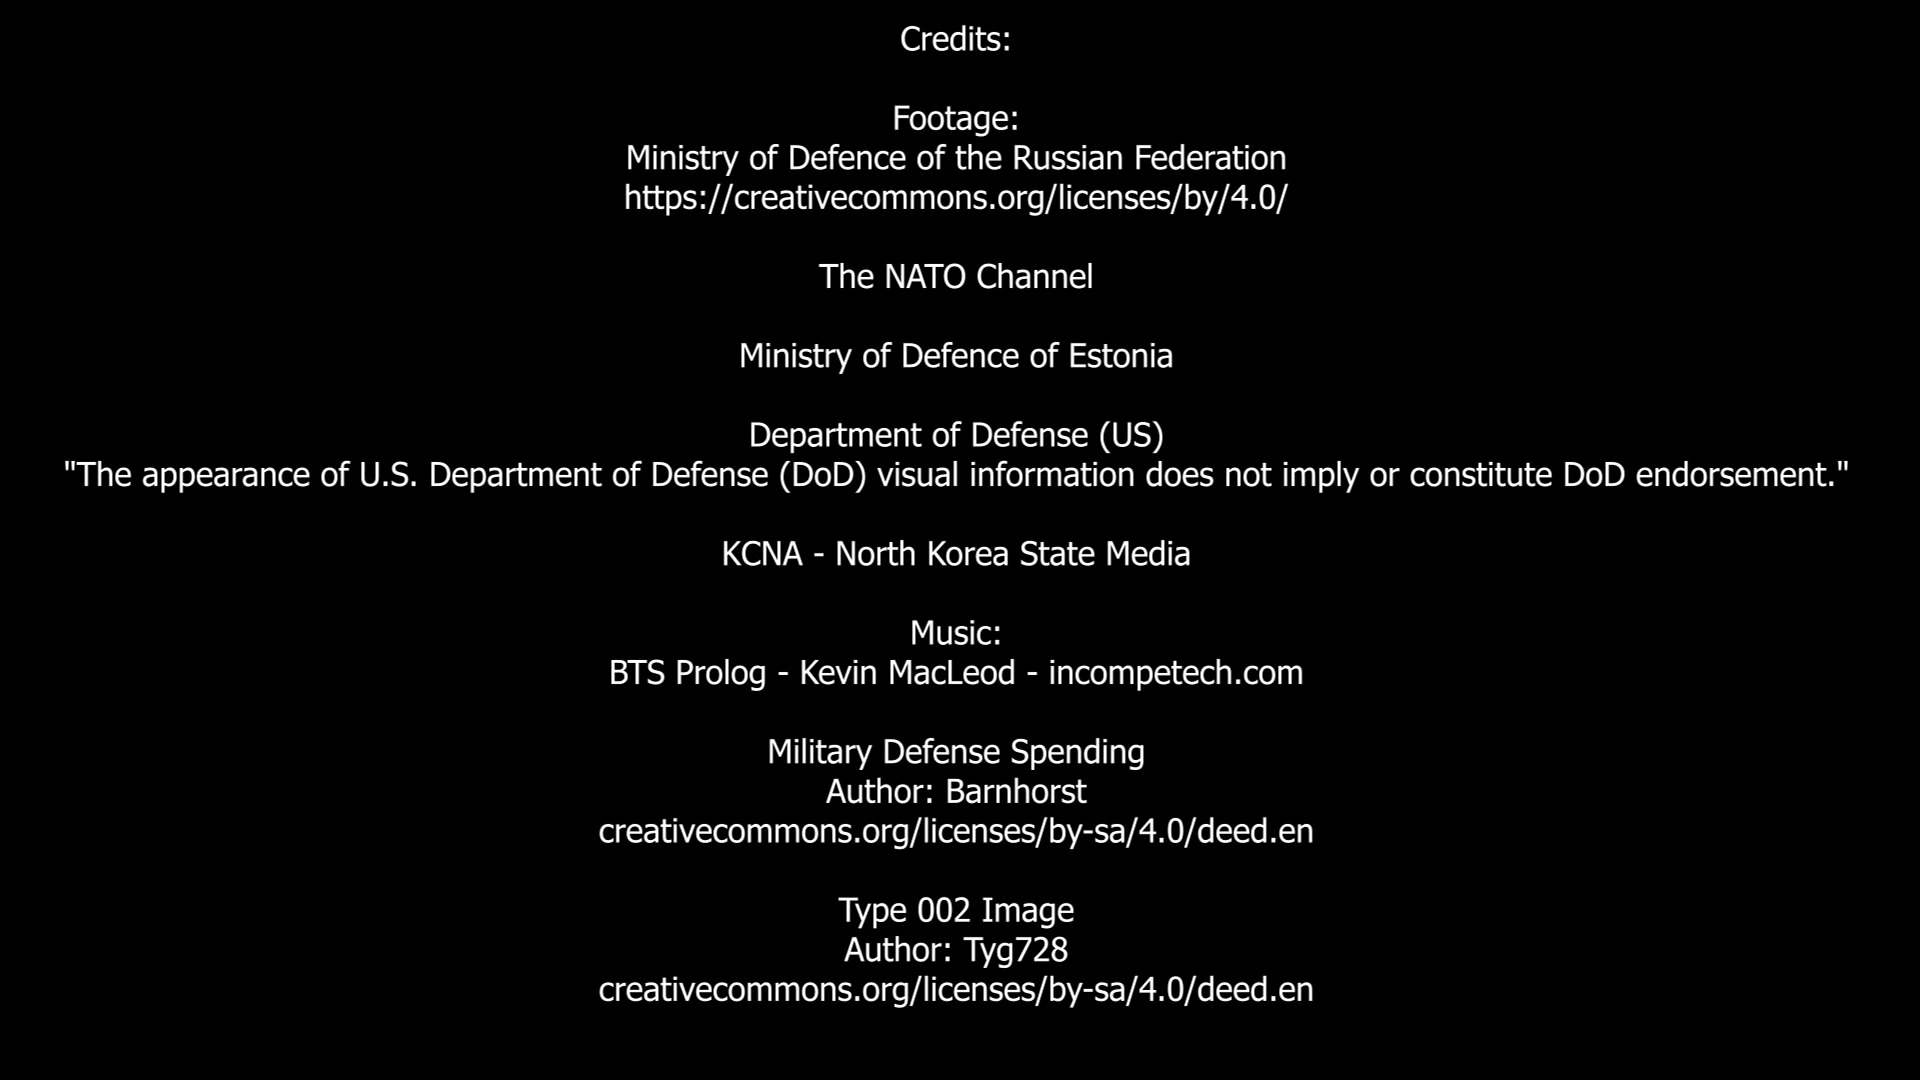 Credits:
Footage:
Ministry of Defence of the Russian Federation
https://creativecommons.org/licenses/by/4.0/
The NATO Channel
Ministry of Defence of Estonia
Department of Defense (US)
"The appearance of U.S. Department of Defense (DoD) visual information does not imply or constitute DoD endorsement."
KCNA - North Korea State Media
Music:
BTS Prolog - Kevin MacLeod - incompetech.com
Military Defense Spending
Author: Barnhorst
creativecommons.org/licenses/by-sa/4.0/deed.en
Type 002 Image
Author: Tyg728
creativecommons.org/licenses/by-sa/4.0/deed.en